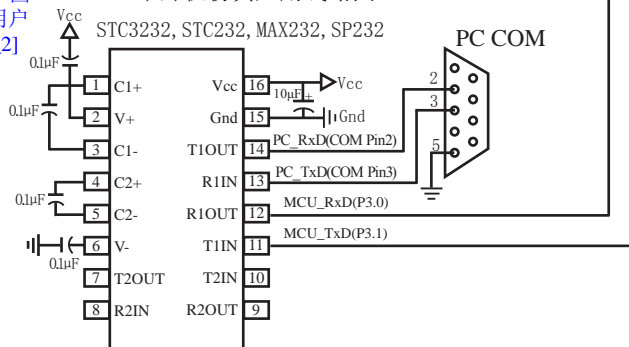 用户
2]
STC3232, STC232, MAX232, SP232
PC COM
Vcc
0.1μF
0.1μF
0.1μF
0.1μF
1 C1+
2 V+
3 C1-
4 C2+
5 C2-
6 V-
7 T2OUT
8 R2IN
Vcc 16
Gnd 15
T1OUT 14
R1IN 13
R1OUT 12
T1IN 11
T2IN 10
R2OUT 9
Vcc
10μF +
Gnd
PC_RxD(COM Pin2)
PC_TxD(COM Pin3)
MCU_RxD(P3.0)
MCU_TxD(P3.1)
2
3
5